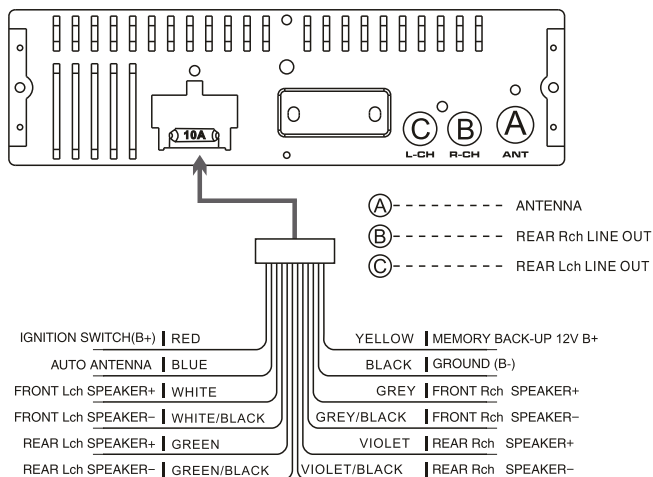 10A
C B A
L-CH R-CH ANT
A ANTENNA
B REAR Rch LINE OUT
C REAR Lch LINE OUT
IGNITION SWITCH(B+) RED YELLOW MEMORY BACK-UP 12V B+
AUTO ANTENNA BLUE BLACK GROUND (B-)
FRONT Lch SPEAKER+ WHITE GREY FRONT Rch SPEAKER+
FRONT Lch SPEAKER− WHITE/BLACK GREY/BLACK FRONT Rch SPEAKER−
REAR Lch SPEAKER+ GREEN VIOLET REAR Rch SPEAKER+
REAR Lch SPEAKER− GREEN/BLACK VIOLET/BLACK REAR Rch SPEAKER−